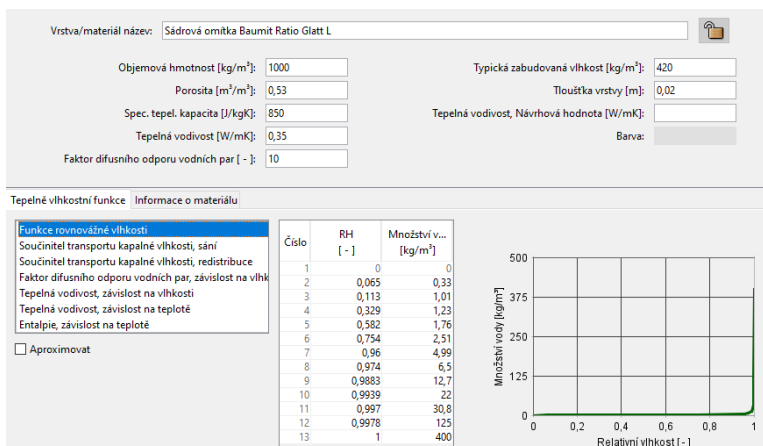 Vrstva/materiál název: Sádrová omítka Baumit Ratio Glatt L
Objemová hmotnost [kg/m³]: 1000 Typická zabudovaná vlhkost [kg/m³]: 420
Porosita [m³/m³]: 0,53 Tloušťka vrstvy [m]: 0,02
Spec. tepel. kapacita [J/kgK]: 850 Tepelná vodivost, Návrhová hodnota [W/mK]:
Tepelná vodivost [W/mK]: 0,35 Barva:
Faktor difusního odporu vodních par [ - ]: 10
Tepelně vlhkostní funkce Informace o materiálu
Funkce rovnovážné vlhkosti
Součinitel transportu kapalné vlhkosti, sání
Součinitel transportu kapalné vlhkosti, redistribuce
Faktor difusního odporu vodních par, závislost na vlhk
Tepelná vodivost, závislost na vlhkosti
Tepelná vodivost, závislost na teplotě
Entalpie, závislost na teplotě
Aproximovat
Číslo RH [ - ] Množství v... [kg/m³]
1 0 0
2 0,065 0,33
3 0,113 1,01
4 0,329 1,23
5 0,582 1,76
6 0,754 2,51
7 0,96 4,99
8 0,974 6,5
9 0,9883 12,7
10 0,9939 22
11 0,997 30,8
12 0,9978 125
13 1 400
Množství vody [kg/m³]
500
375
250
125
0
0 0,2 0,4 0,6 0,8 1
Relativní vlhkost [ - ]